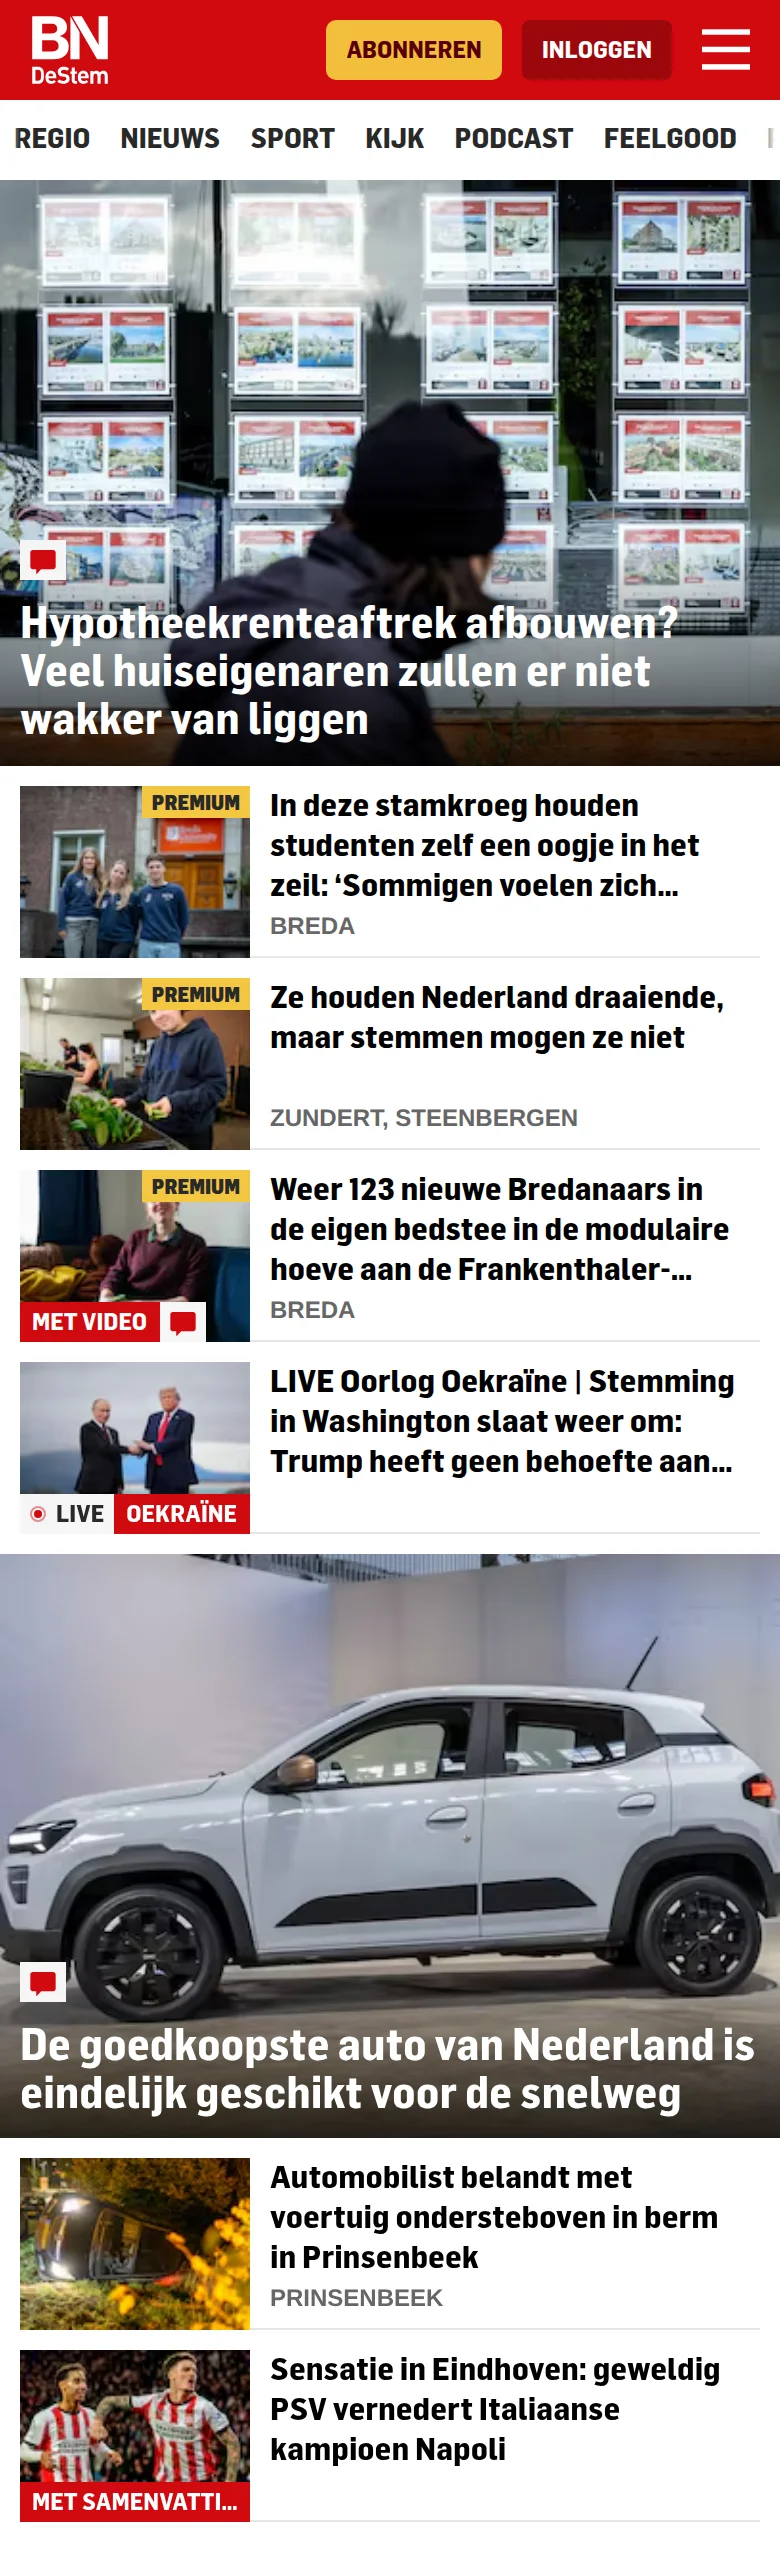 BN
DeStem
ABONNEREN
INLOGGEN
REGIO NIEUWS SPORT KIJK PODCAST FEELGOOD
Hypotheekrenteaftrek afbouwen?
Veel huiseigenaren zullen er niet
wakker van liggen
PREMIUM
In deze stamkroeg houden
studenten zelf een oogje in het
zeil: ‘Sommigen voelen zich...
BREDA
PREMIUM
Ze houden Nederland draaiende,
maar stemmen mogen ze niet
ZUNDERT, STEENBERGEN
PREMIUM
MET VIDEO
Weer 123 nieuwe Bredanaars in
de eigen bedstee in de modulaire
hoeve aan de Frankenthaler-...
BREDA
LIVE OEKRAÏNE
LIVE Oorlog Oekraïne | Stemming
in Washington slaat weer om:
Trump heeft geen behoefte aan...
De goedkoopste auto van Nederland is
eindelijk geschikt voor de snelweg
Automobilist belandt met
voertuig ondersteboven in berm
in Prinsenbeek
PRINSENBEEK
MET SAMENVATTI...
Sensatie in Eindhoven: geweldig
PSV vernedert Italiaanse
kampioen Napoli